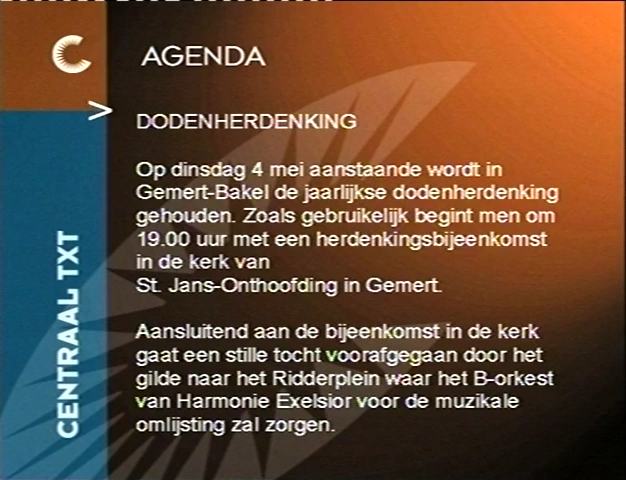 C
AGENDA
>
DODENHERDENKING
Op dinsdag 4 mei aanstaande wordt in
Gemert-Bakel de jaarlijkse dodenherdenking
gehouden. Zoals gebruikelijk begint men om
19.00 uur met een herdenkingsbijeenkomst
in de kerk van
St. Jans-Onthoofding in Gemert.
Aansluitend aan de bijeenkomst in de kerk
gaat een stille tocht voorafgegaan door het
gilde naar het Ridderplein waar het B-orkest
van Harmonie Exelsior voor de muzikale
omlijsting zal zorgen.
CENTRAAL TXT